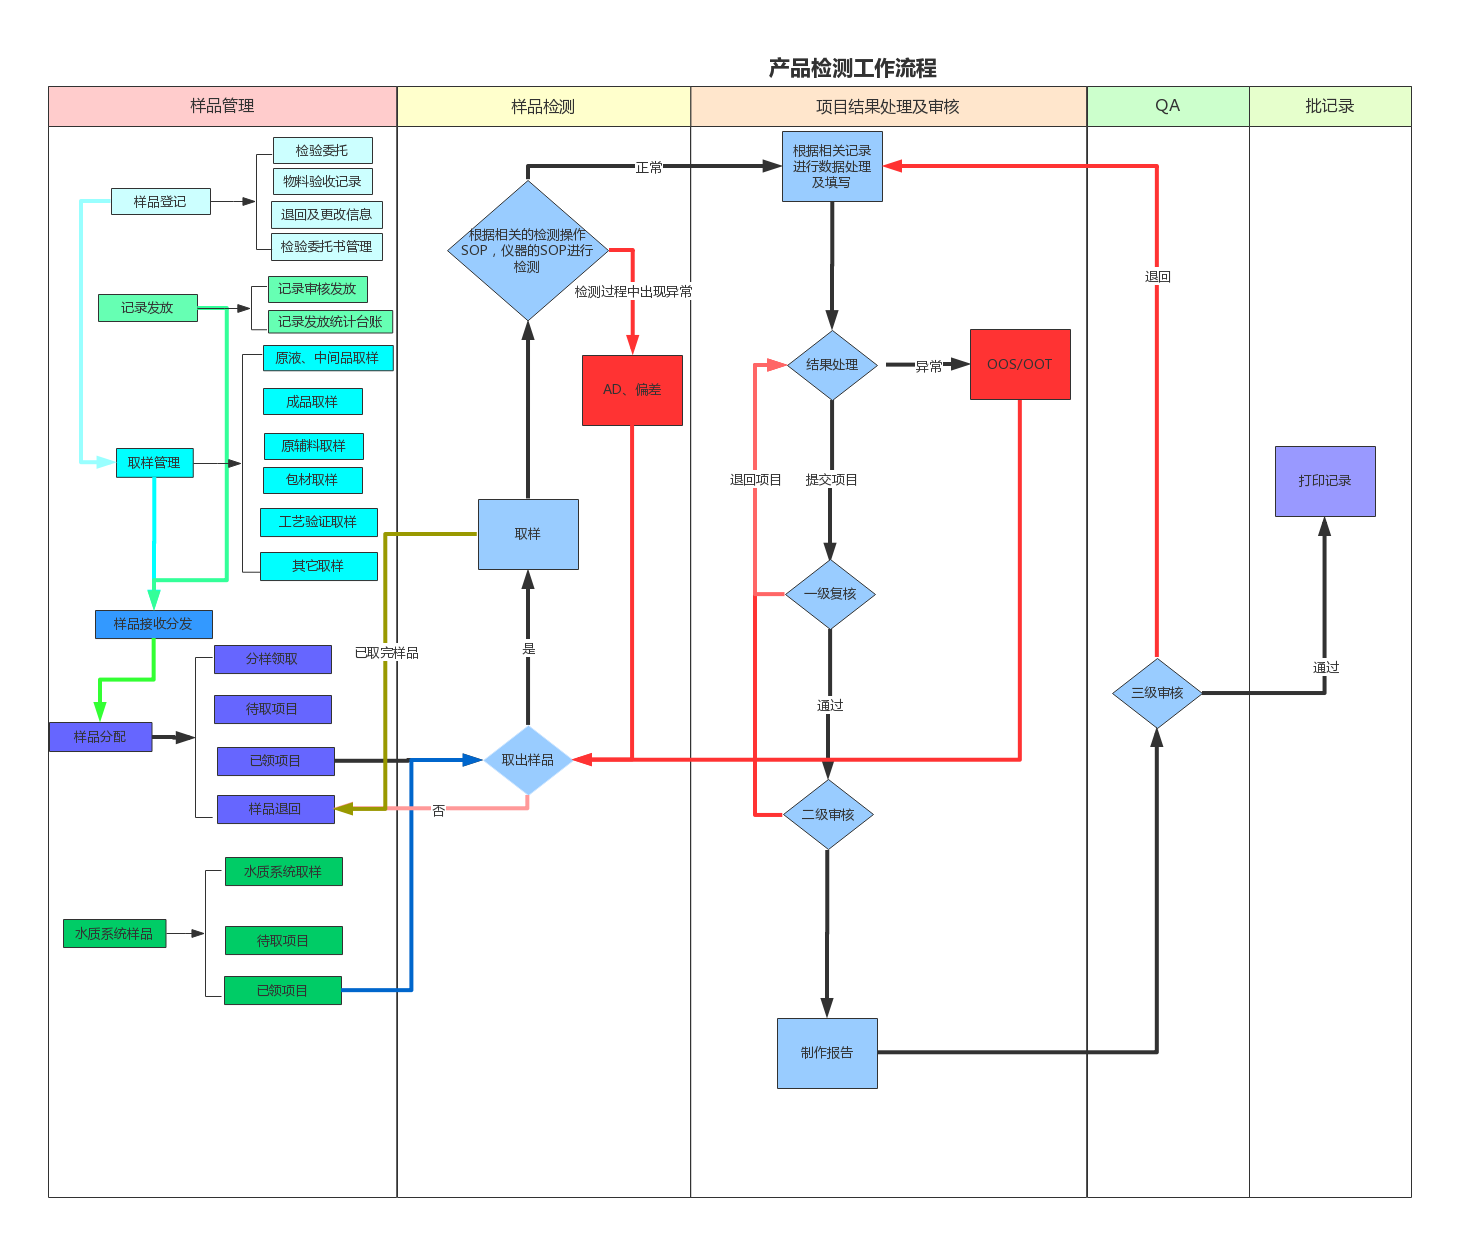 产品检测工作流程
样品管理
样品检测
项目结果处理及审核
QA
批记录
检验委托
物料验收记录
样品登记
退回及更改信息
检验委托书管理
记录审核发放
记录发放
记录发放统计台账
原液、中间品取样
成品取样
原辅料取样
取样管理
包材取样
工艺验证取样
其它取样
样品接收分发
分样领取
待取项目
样品分配
已领项目
样品退回
水质系统取样
水质系统样品
待取项目
已领项目
正常
根据相关的检测操作
SOP，仪器的SOP进行
检测
检测过程中出现异常
AD、偏差
取样
已取完样品
是
取出样品
否
根据相关记录
进行数据处理
及填写
结果处理
异常
OOS/OOT
退回项目
提交项目
一级复核
通过
二级审核
制作报告
退回
三级审核
通过
打印记录